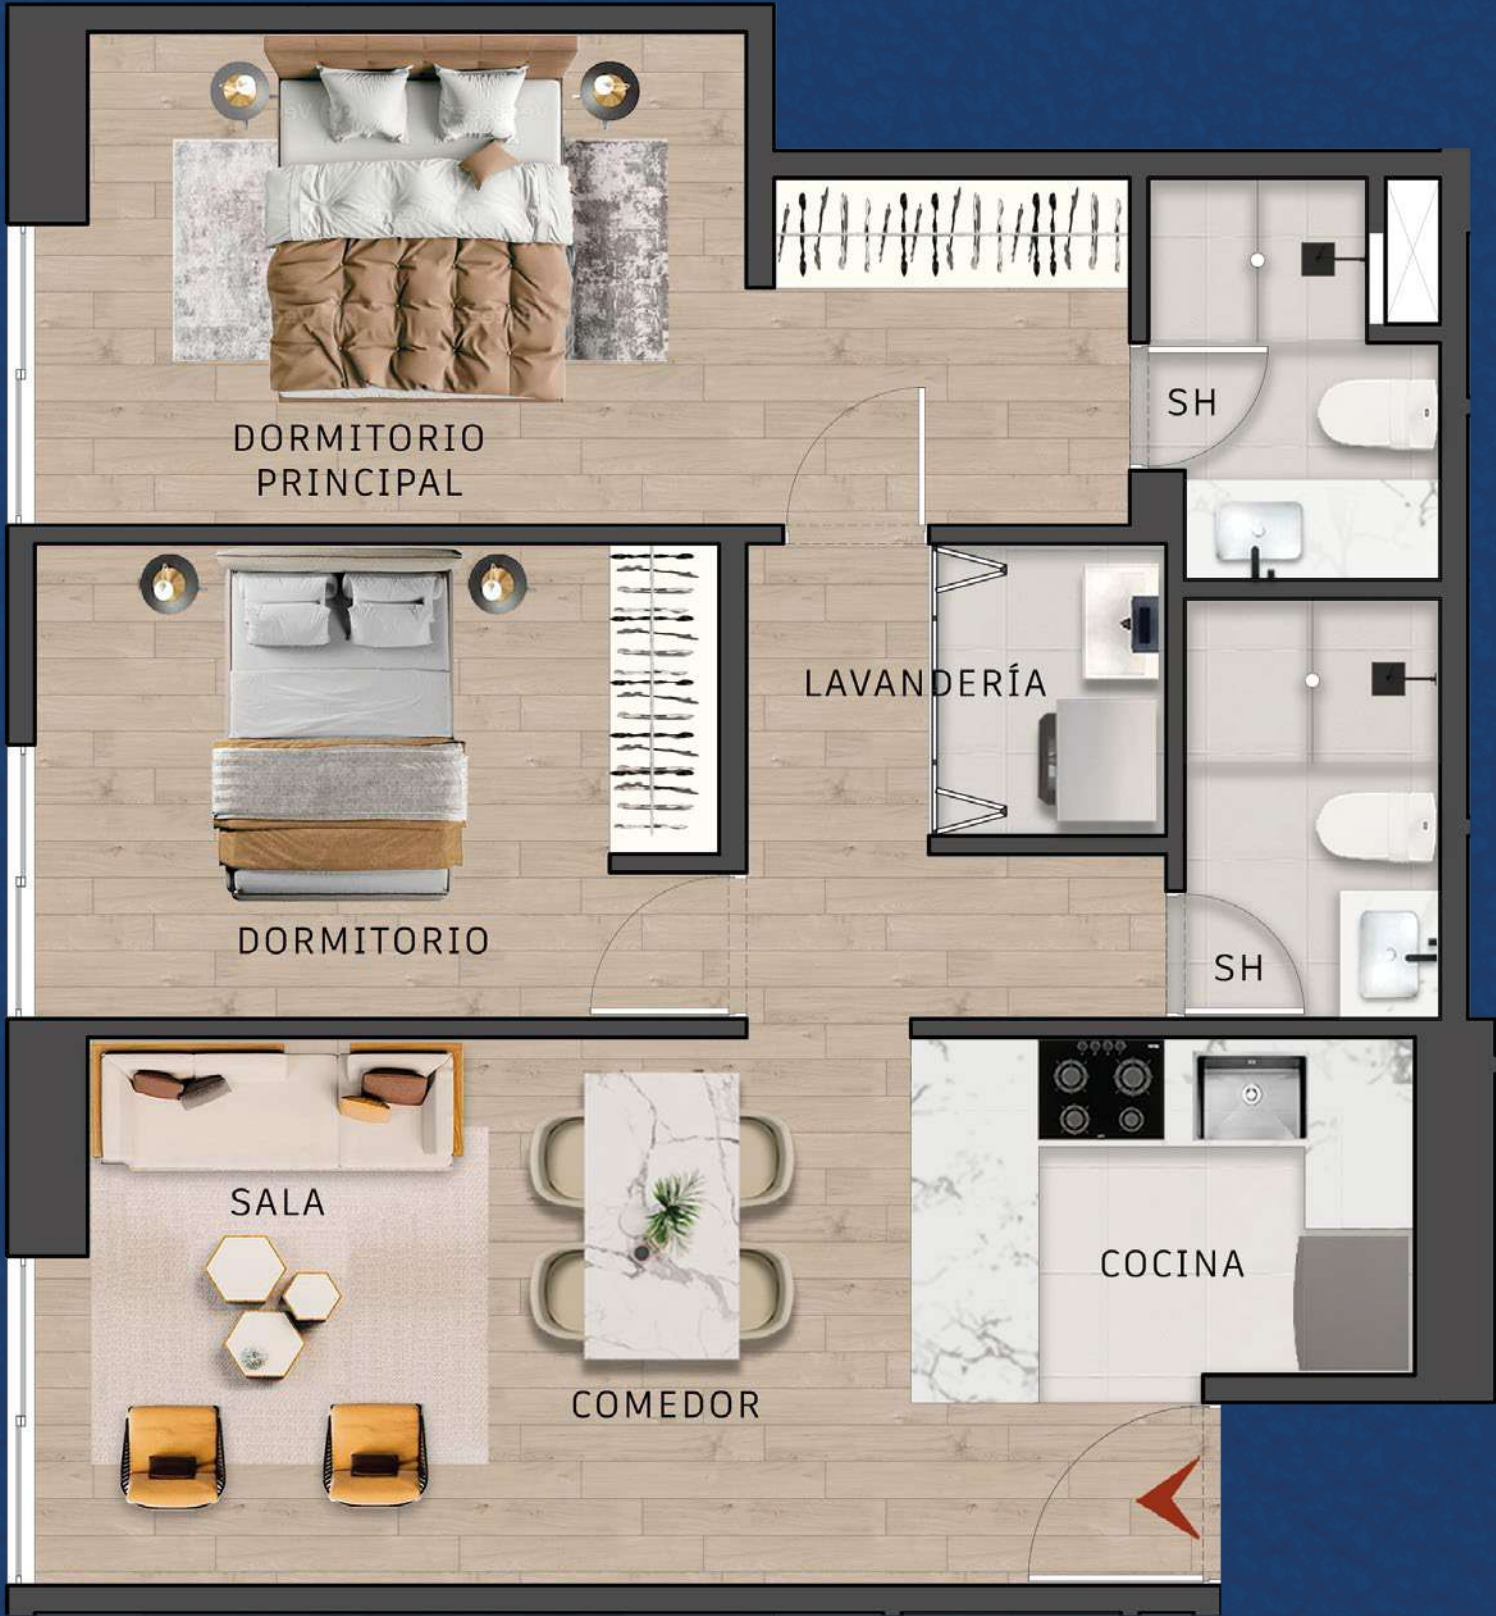 DORMITORIO
PRINCIPAL
SH
LAVANDERÍA
DORMITORIO
SH
SALA
COCINA
COMEDOR